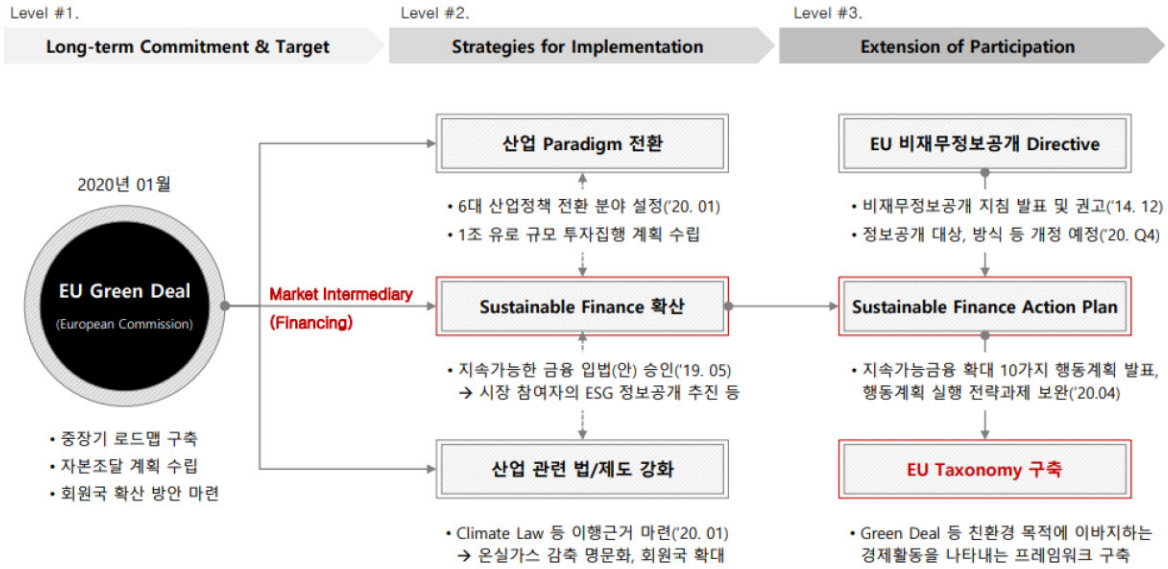 Level #1.
Long-term Commitment & Target
Level #2.
Strategies for Implementation
Level #3.
Extension of Participation
2020년 01월
EU Green Deal
(European Commission)
• 중장기 로드맵 구축
• 자본조달 계획 수립
• 회원국 확산 방안 마련
Market Intermediary
(Financing)
산업 Paradigm 전환
• 6대 산업정책 전환 분야 설정('20. 01)
• 1조 유로 규모 투자집행 계획 수립
Sustainable Finance 확산
• 지속가능한 금융 입법(안) 승인('19. 05)
→ 시장 참여자의 ESG 정보공개 추진 등
산업 관련 법/제도 강화
• Climate Law 등 이행근거 마련('20. 01)
→ 온실가스 감축 명문화, 회원국 확대
EU 비재무정보공개 Directive
• 비재무정보공개 지침 발표 및 권고('14. 12)
• 정보공개 대상, 방식 등 개정 예정('20. Q4)
Sustainable Finance Action Plan
• 지속가능금융 확대 10가지 행동계획 발표,
행동계획 실행 전략과제 보완('20.04)
EU Taxonomy 구축
• Green Deal 등 친환경 목적에 이바지하는
경제활동을 나타내는 프레임워크 구축